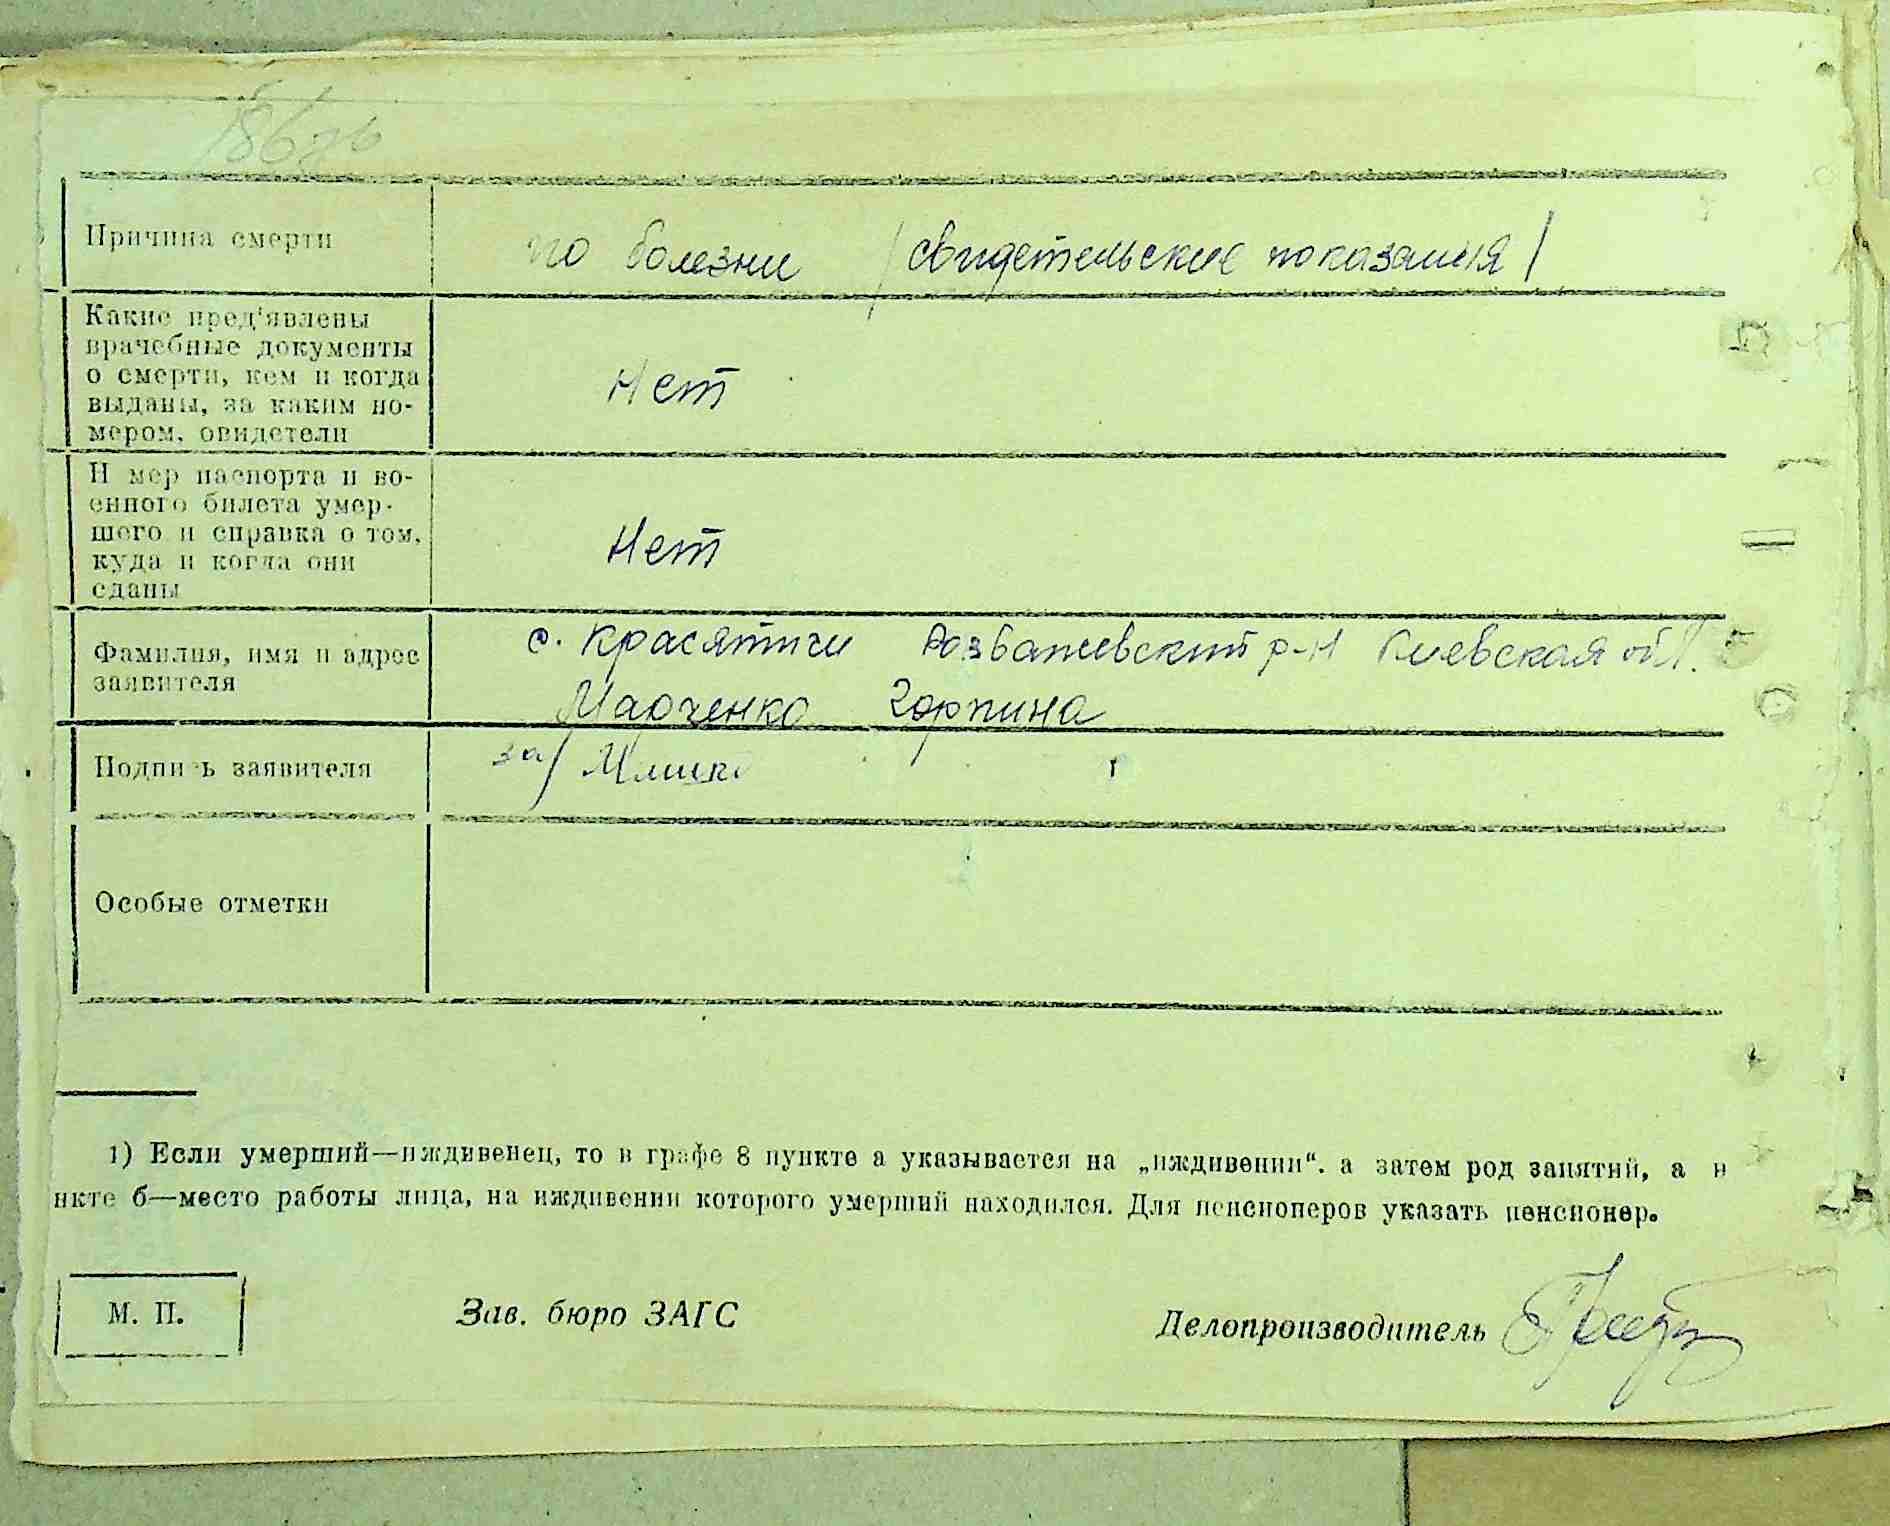 186
Причина смерти
по болезни /свидетельские показания/
Какие пред'явлены
врачебные документы
о смерти, кем и когда
выданы, за каким но-
мером, свидетели
Нет
Н мер паспорта и во-
енного билета умер-
шего и справка о том,
куда и когда они
сданы
Нет
Фамилия, имя и адрес
заявителя
с. Красятичи Розважевский р-н Киевская обл.
Марченко Горпина
Подпись заявителя
за/
Особые отметки
1) Если умерший—иждивенец, то в графе 8 пункте а указывается на „иждивении“. а затем род занятий, а в
нкте б—место работы лица, на иждивении которого умерший находился. Для пенсионеров указать пенсионер.
М. П.
Зав. бюро ЗАГС
Делопроизводитель